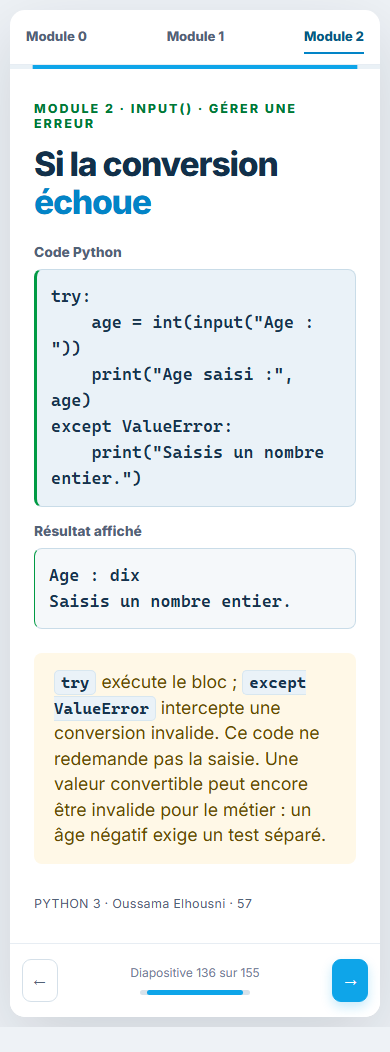 Module 0 Module 1 Module 2
MODULE 2 · INPUT() · GÉRER UNE
ERREUR
Si la conversion
échoue
Code Python
try:
    age = int(input("Age :
"))
    print("Age saisi :",
age)
except ValueError:
    print("Saisis un nombre
entier.")
Résultat affiché
Age : dix
Saisis un nombre entier.
try exécute le bloc ; except
ValueError intercepte une
conversion invalide. Ce code ne
redemande pas la saisie. Une
valeur convertible peut encore
être invalide pour le métier : un
âge négatif exige un test séparé.
PYTHON 3 · Oussama Elhousni · 57
← Diapositive 136 sur 155 →